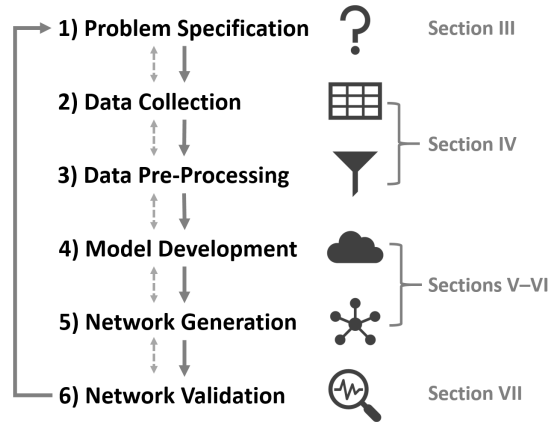 1) Problem Specification
Section III
2) Data Collection
Section IV
3) Data Pre-Processing
4) Model Development
Sections V–VI
5) Network Generation
6) Network Validation
Section VII